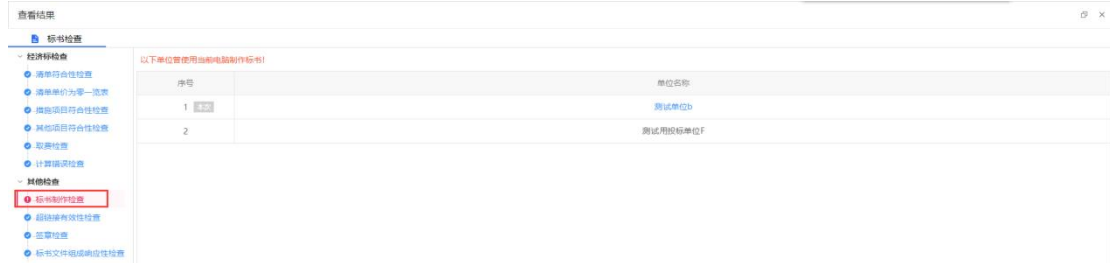 查看结果
标书检查
经济标检查
清单符合性检查
清单单价为零一览表
措施项目符合性检查
其他项目符合性检查
取费检查
计算错误检查
其他检查
标书制作检查
超链接有效性检查
签章检查
标书文件组成响应性检查
以下单位曾使用当前电脑制作标书!
序号 单位名称
1 本次 测试单位b
2 测试用投标单位F